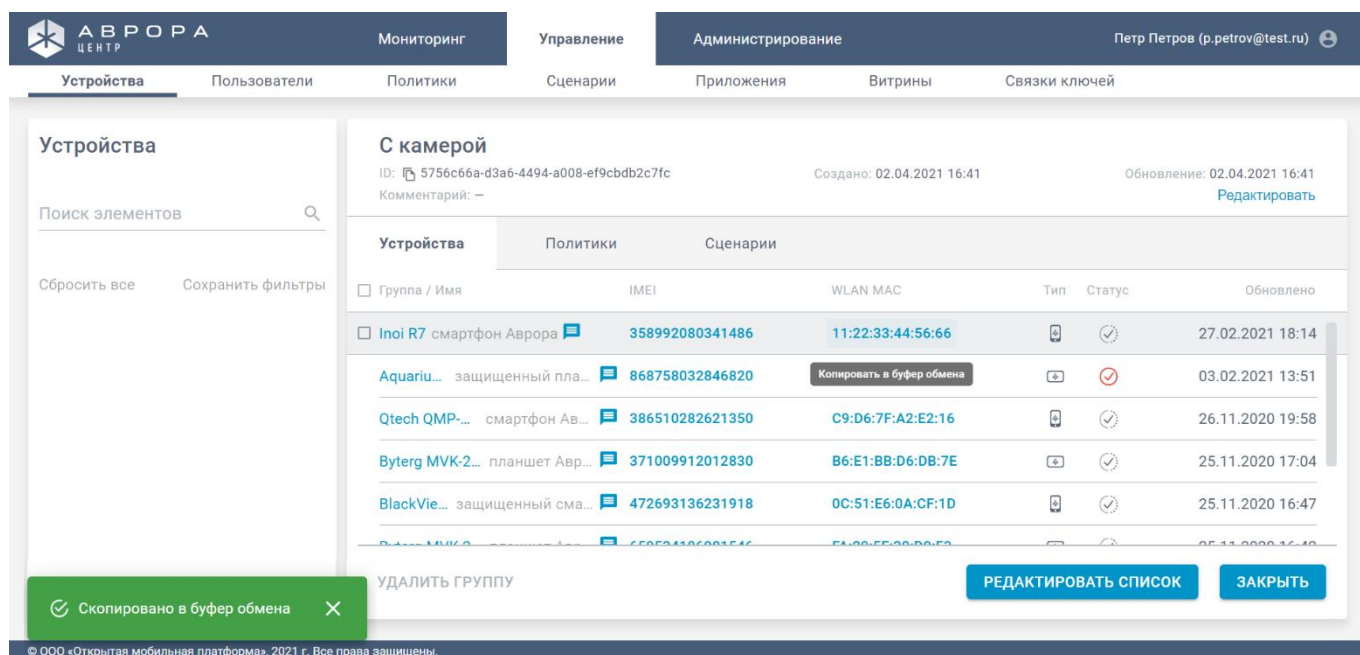 АВРОРА
ЦЕНТР
Мониторинг Управление Администрирование Петр Петров (p.petrov@test.ru)
Устройства Пользователи Политики Сценарии Приложения Витрины Связки ключей
Устройства
Поиск элементов
Сбросить все Сохранить фильтры
С камерой
ID: 5756c66a-d3a6-4494-a008-ef9cbdb2c7fc Создано: 02.04.2021 16:41 Обновление: 02.04.2021 16:41
Комментарий: — Редактировать
Устройства Политики Сценарии
Группа / Имя IMEI WLAN MAC Тип Статус Обновлено
Inoi R7 смартфон Аврора 358992080341486 11:22:33:44:56:66 27.02.2021 18:14
Aquariu... защищенный пла... 868758032846820 Копировать в буфер обмена 03.02.2021 13:51
Qtech QMP-... смартфон Ав... 386510282621350 C9:D6:7F:A2:E2:16 26.11.2020 19:58
Byterg MVK-2... планшет Авр... 371009912012830 B6:E1:BB:D6:DB:7E 25.11.2020 17:04
BlackVie... защищенный сма... 472693136231918 0C:51:E6:0A:CF:1D 25.11.2020 16:47
УДАЛИТЬ ГРУППУ РЕДАКТИРОВАТЬ СПИСОК ЗАКРЫТЬ
Скопировано в буфер обмена
© ООО «Открытая мобильная платформа», 2021 г. Все права защищены.